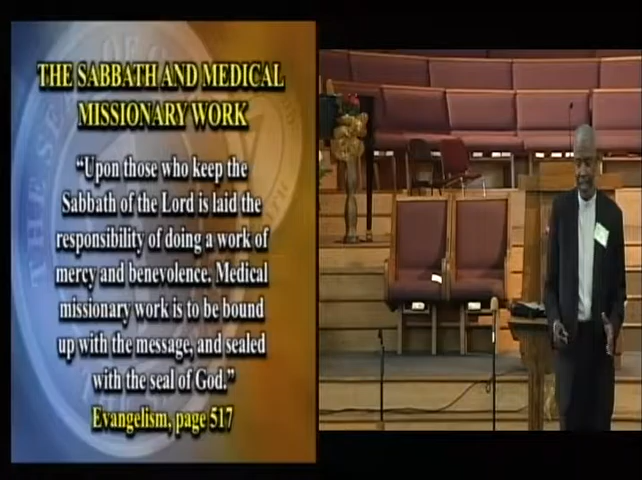 THE SABBATH AND MEDICAL
MISSIONARY WORK
“Upon those who keep the
Sabbath of the Lord is laid the
responsibility of doing a work of
mercy and benevolence. Medical
missionary work is to be bound
up with the message, and sealed
with the seal of God.”
Evangelism, page 517